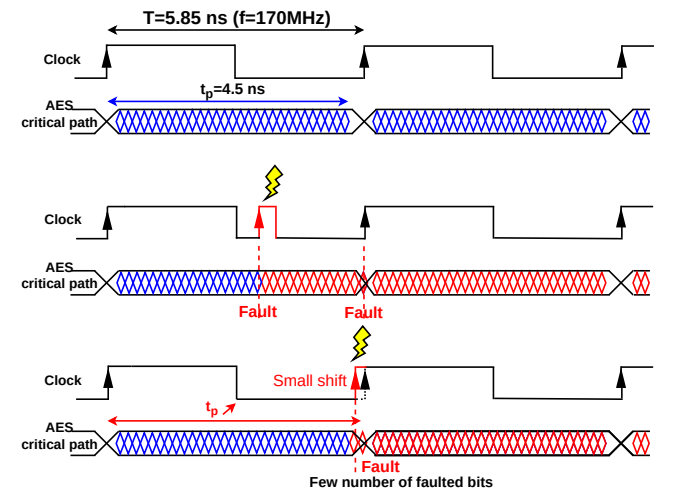 T=5.85 ns (f=170MHz)
Clock
tp=4.5 ns
AES
critical path
Clock
AES
critical path
Fault
Fault
Small shift
Clock
tp
AES
critical path
Fault
Few number of faulted bits